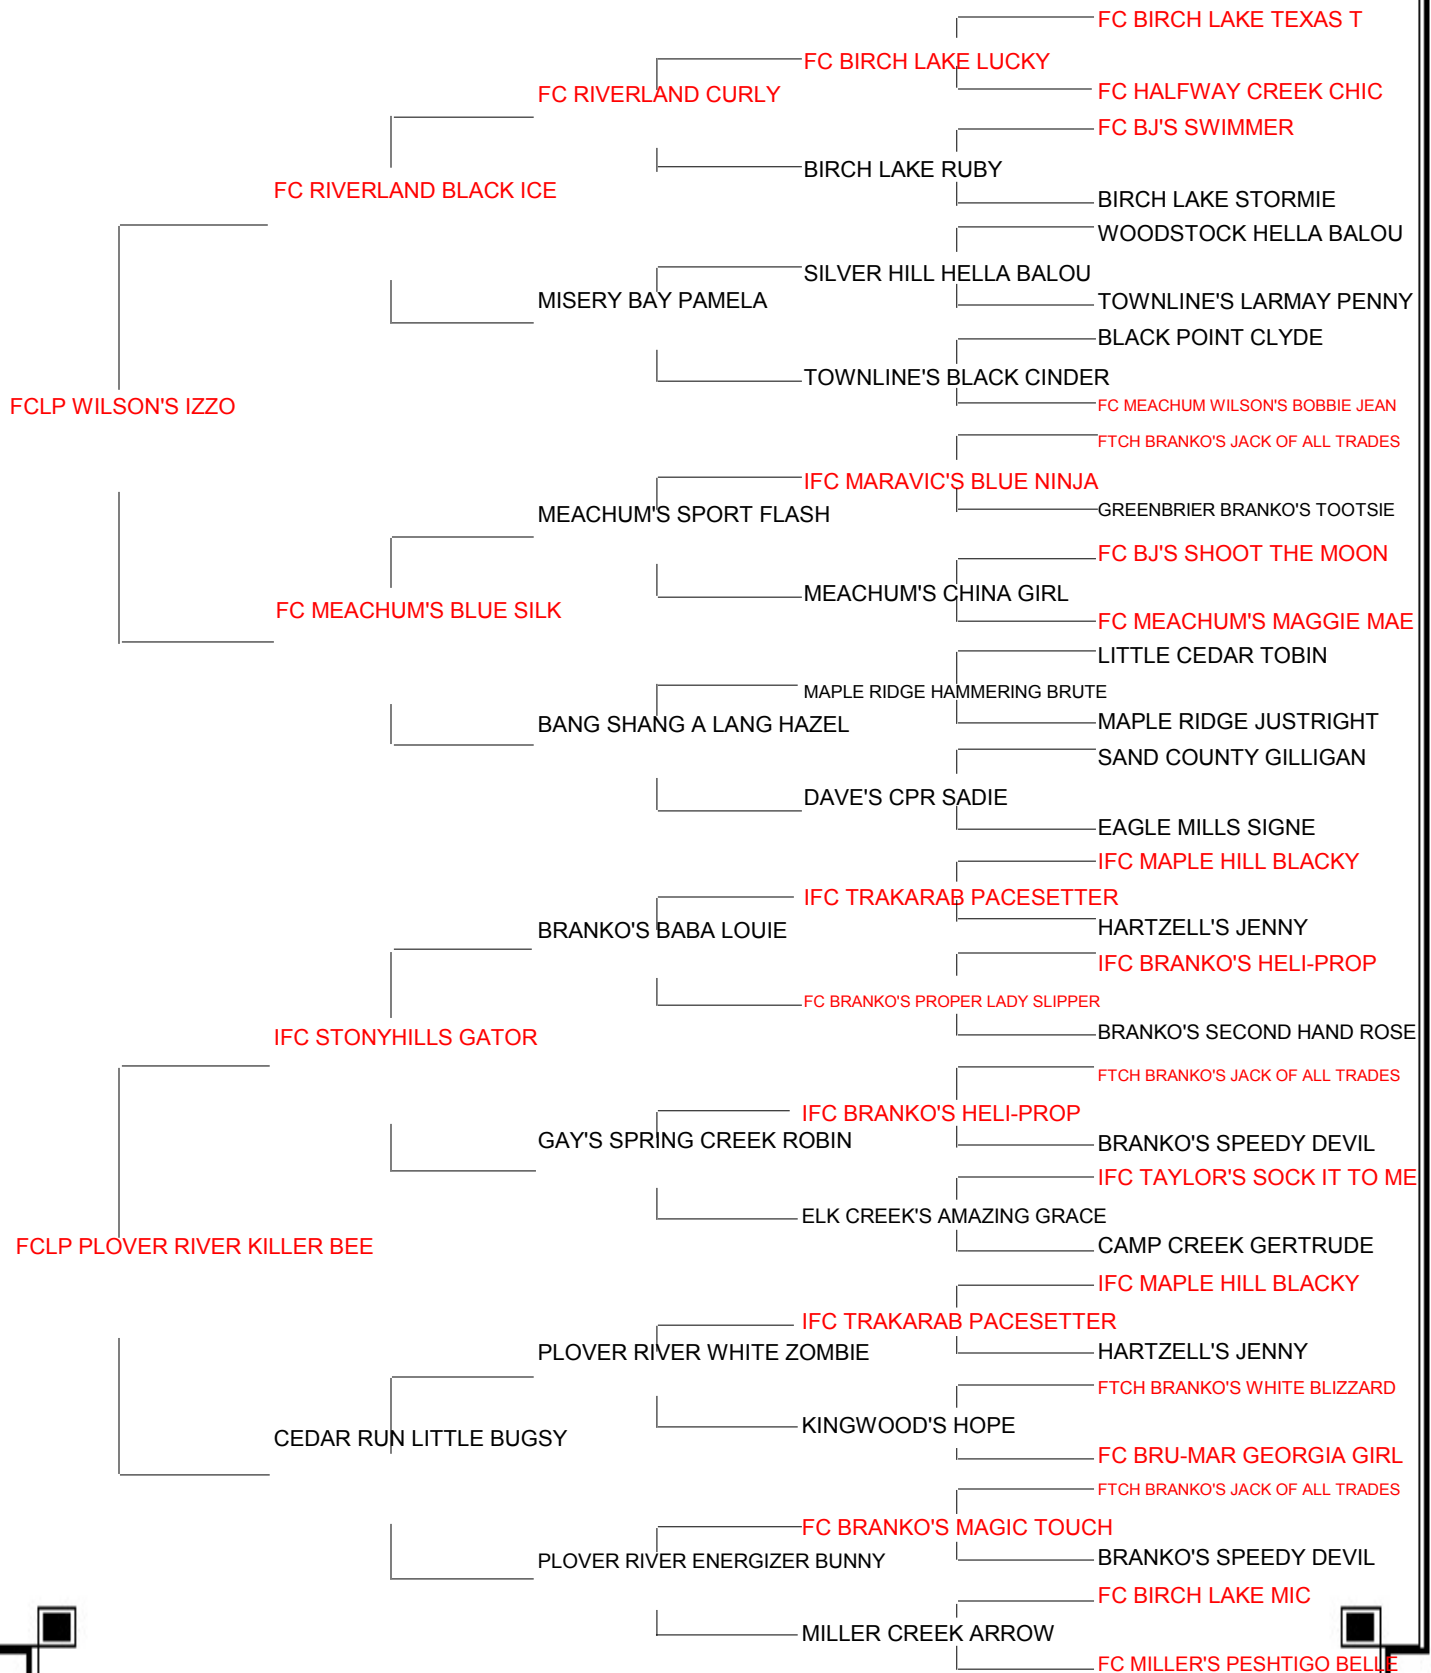 FC BIRCH LAKE TEXAS T
FC BIRCH LAKE LUCKY
FC RIVERLAND CURLY
FC HALFWAY CREEK CHIC
FC BJ'S SWIMMER
BIRCH LAKE RUBY
FC RIVERLAND BLACK ICE
BIRCH LAKE STORMIE
WOODSTOCK HELLA BALOU
SILVER HILL HELLA BALOU
MISERY BAY PAMELA
TOWNLINE'S LARMAY PENNY
BLACK POINT CLYDE
TOWNLINE'S BLACK CINDER
FCLP WILSON'S IZZO
FC MEACHUM WILSON'S BOBBIE JEAN
FTCH BRANKO'S JACK OF ALL TRADES
IFC MARAVIC'S BLUE NINJA
MEACHUM'S SPORT FLASH
GREENBRIER BRANKO'S TOOTSIE
FC BJ'S SHOOT THE MOON
MEACHUM'S CHINA GIRL
FC MEACHUM'S BLUE SILK
FC MEACHUM'S MAGGIE MAE
LITTLE CEDAR TOBIN
MAPLE RIDGE HAMMERING BRUTE
BANG SHANG A LANG HAZEL
MAPLE RIDGE JUSTRIGHT
SAND COUNTY GILLIGAN
DAVE'S CPR SADIE
EAGLE MILLS SIGNE
IFC MAPLE HILL BLACKY
IFC TRAKARAB PACESETTER
BRANKO'S BABA LOUIE
HARTZELL'S JENNY
IFC BRANKO'S HELI-PROP
FC BRANKO'S PROPER LADY SLIPPER
IFC STONYHILLS GATOR
BRANKO'S SECOND HAND ROSE
FTCH BRANKO'S JACK OF ALL TRADES
IFC BRANKO'S HELI-PROP
GAY'S SPRING CREEK ROBIN
BRANKO'S SPEEDY DEVIL
IFC TAYLOR'S SOCK IT TO ME
ELK CREEK'S AMAZING GRACE
FCLP PLOVER RIVER KILLER BEE
CAMP CREEK GERTRUDE
IFC MAPLE HILL BLACKY
IFC TRAKARAB PACESETTER
PLOVER RIVER WHITE ZOMBIE
HARTZELL'S JENNY
FTCH BRANKO'S WHITE BLIZZARD
KINGWOOD'S HOPE
CEDAR RUN LITTLE BUGSY
FC BRU-MAR GEORGIA GIRL
FTCH BRANKO'S JACK OF ALL TRADES
FC BRANKO'S MAGIC TOUCH
PLOVER RIVER ENERGIZER BUNNY
BRANKO'S SPEEDY DEVIL
FC BIRCH LAKE MIC
MILLER CREEK ARROW
FC MILLER'S PESHTIGO BELLE